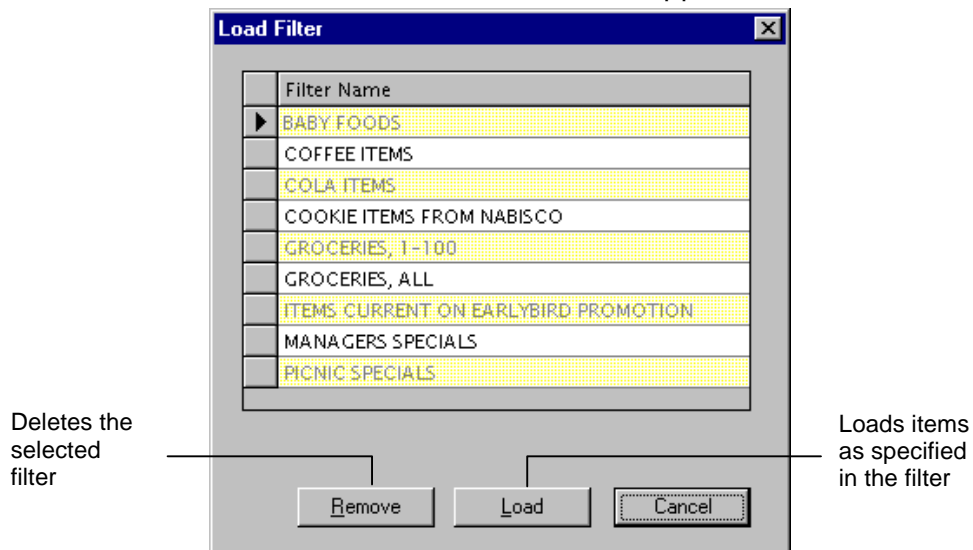 Load Filter
Filter Name
BABY FOODS
COFFEE ITEMS
COLA ITEMS
COOKIE ITEMS FROM NABISCO
GROCERIES, 1-100
GROCERIES, ALL
ITEMS CURRENT ON EARLYBIRD PROMOTION
MANAGERS SPECIALS
PICNIC SPECIALS
Deletes the
selected
filter
Loads items
as specified
in the filter
Remove
Load
Cancel